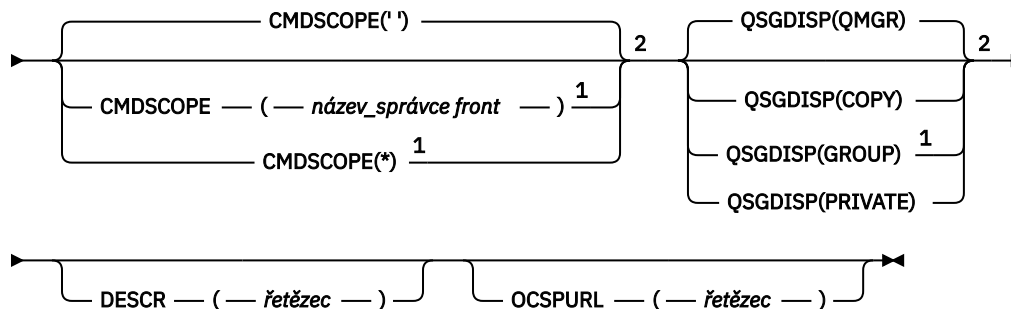 CMDSCOPE(' ')
2
CMDSCOPE ( název_správce front ) 1
CMDSCOPE(*) 1
QSGDISP(QMGR)
2
QSGDISP(COPY)
QSGDISP(GROUP) 1
QSGDISP(PRIVATE)
DESCR ( řetězec )
OCSPURL ( řetězec )